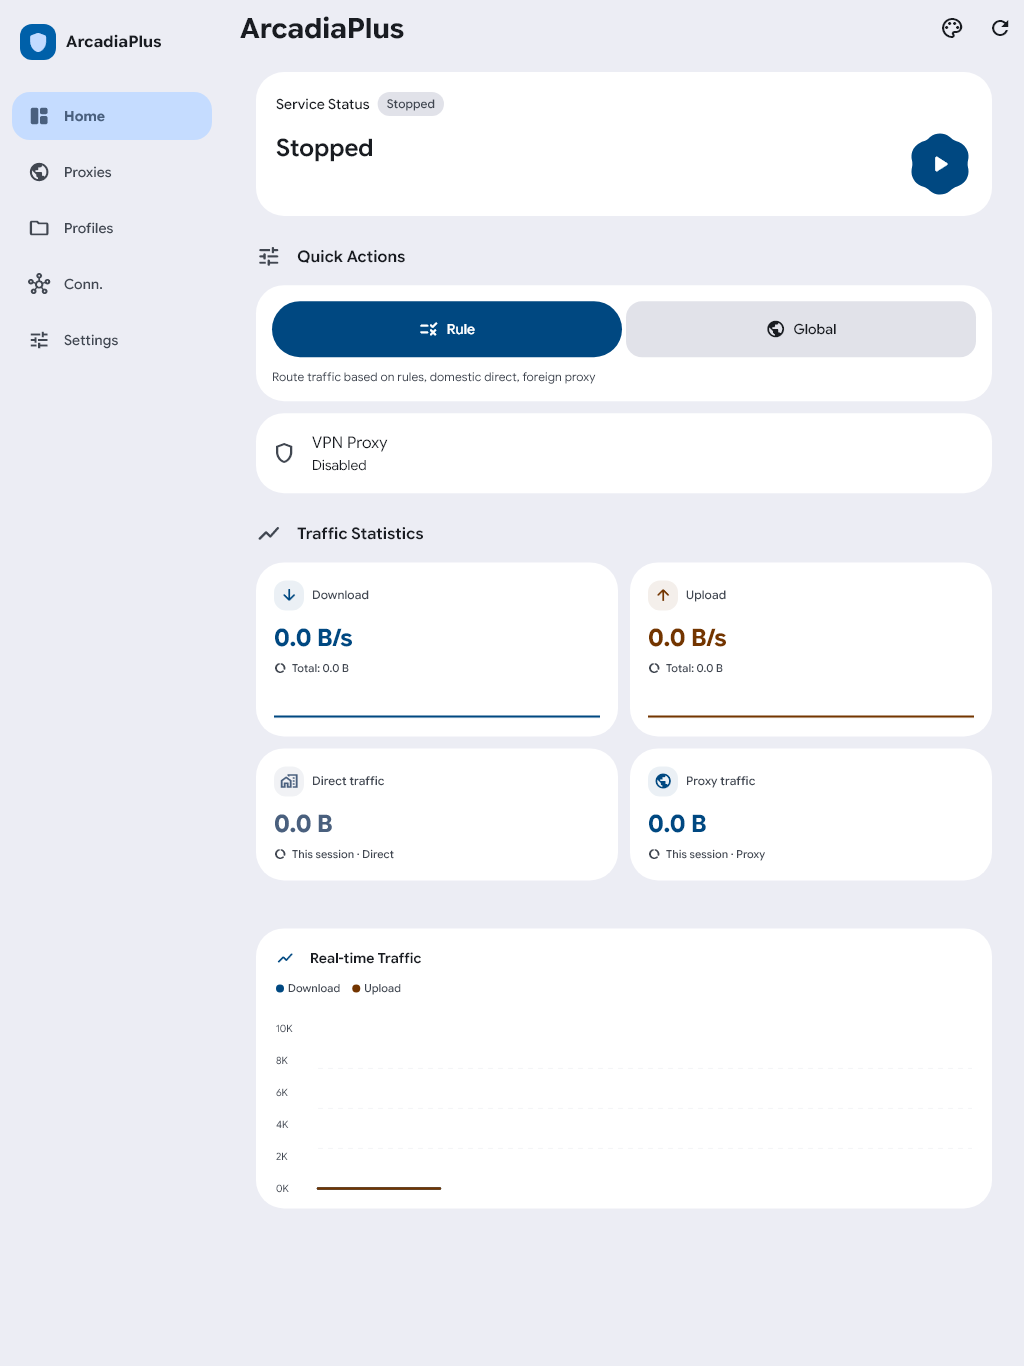 ArcadiaPlus
Home
Proxies
Profiles
Conn.
Settings
ArcadiaPlus
Service Status
Stopped
Stopped
Quick Actions
Rule
Global
Route traffic based on rules, domestic direct, foreign proxy
VPN Proxy
Disabled
Traffic Statistics
Download
0.0 B/s
Total: 0.0 B
Upload
0.0 B/s
Total: 0.0 B
Direct traffic
0.0 B
This session · Direct
Proxy traffic
0.0 B
This session · Proxy
Real-time Traffic
Download
Upload
10K
8K
6K
4K
2K
0K